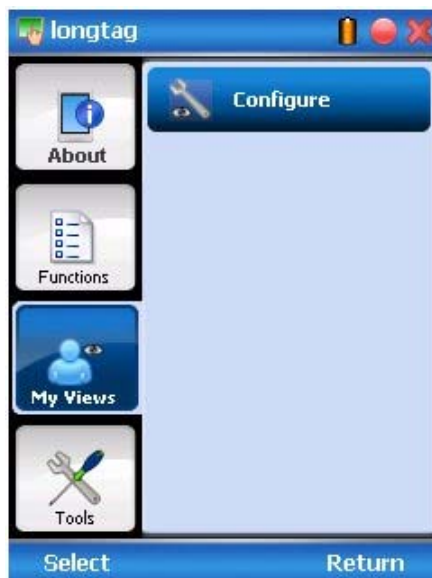 longtag
Configure
About
Functions
My Views
Tools
Select
Return